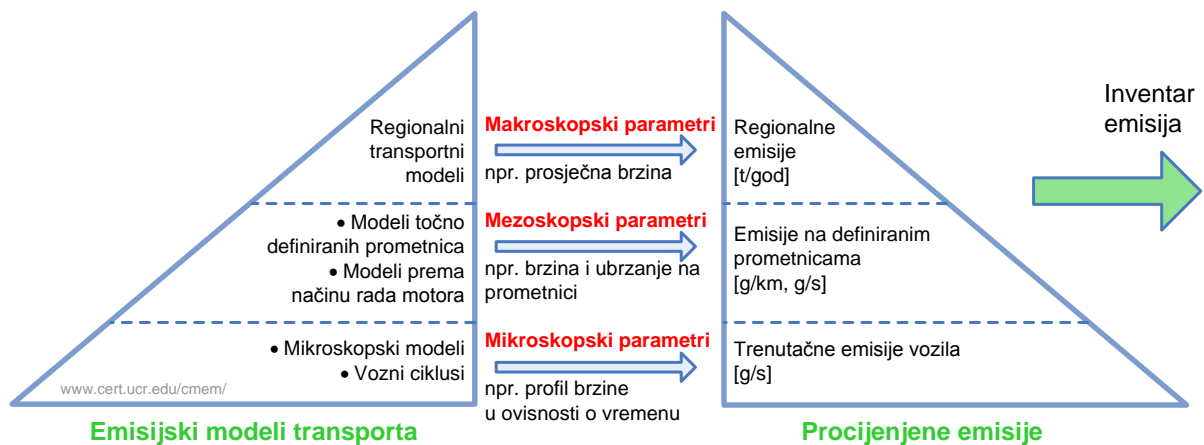 Regionalni
transportni
modeli
Makroskopski parametri
npr. prosječna brzina
Regionalne
emisije
[t/god]
Inventar
emisija
• Modeli točno
definiranih prometnica
• Modeli prema
načinu rada motora
Mezoskopski parametri
npr. brzina i ubrzanje na
prometnici
Emisije na definiranim
prometnicama
[g/km, g/s]
• Mikroskopski modeli
• Vozni ciklusi
www.cert.ucr.edu/cmem/
Mikroskopski parametri
npr. profil brzine
u ovisnosti o vremenu
Trenutačne emisije vozila
[g/s]
Emisijski modeli transporta
Procijenjene emisije